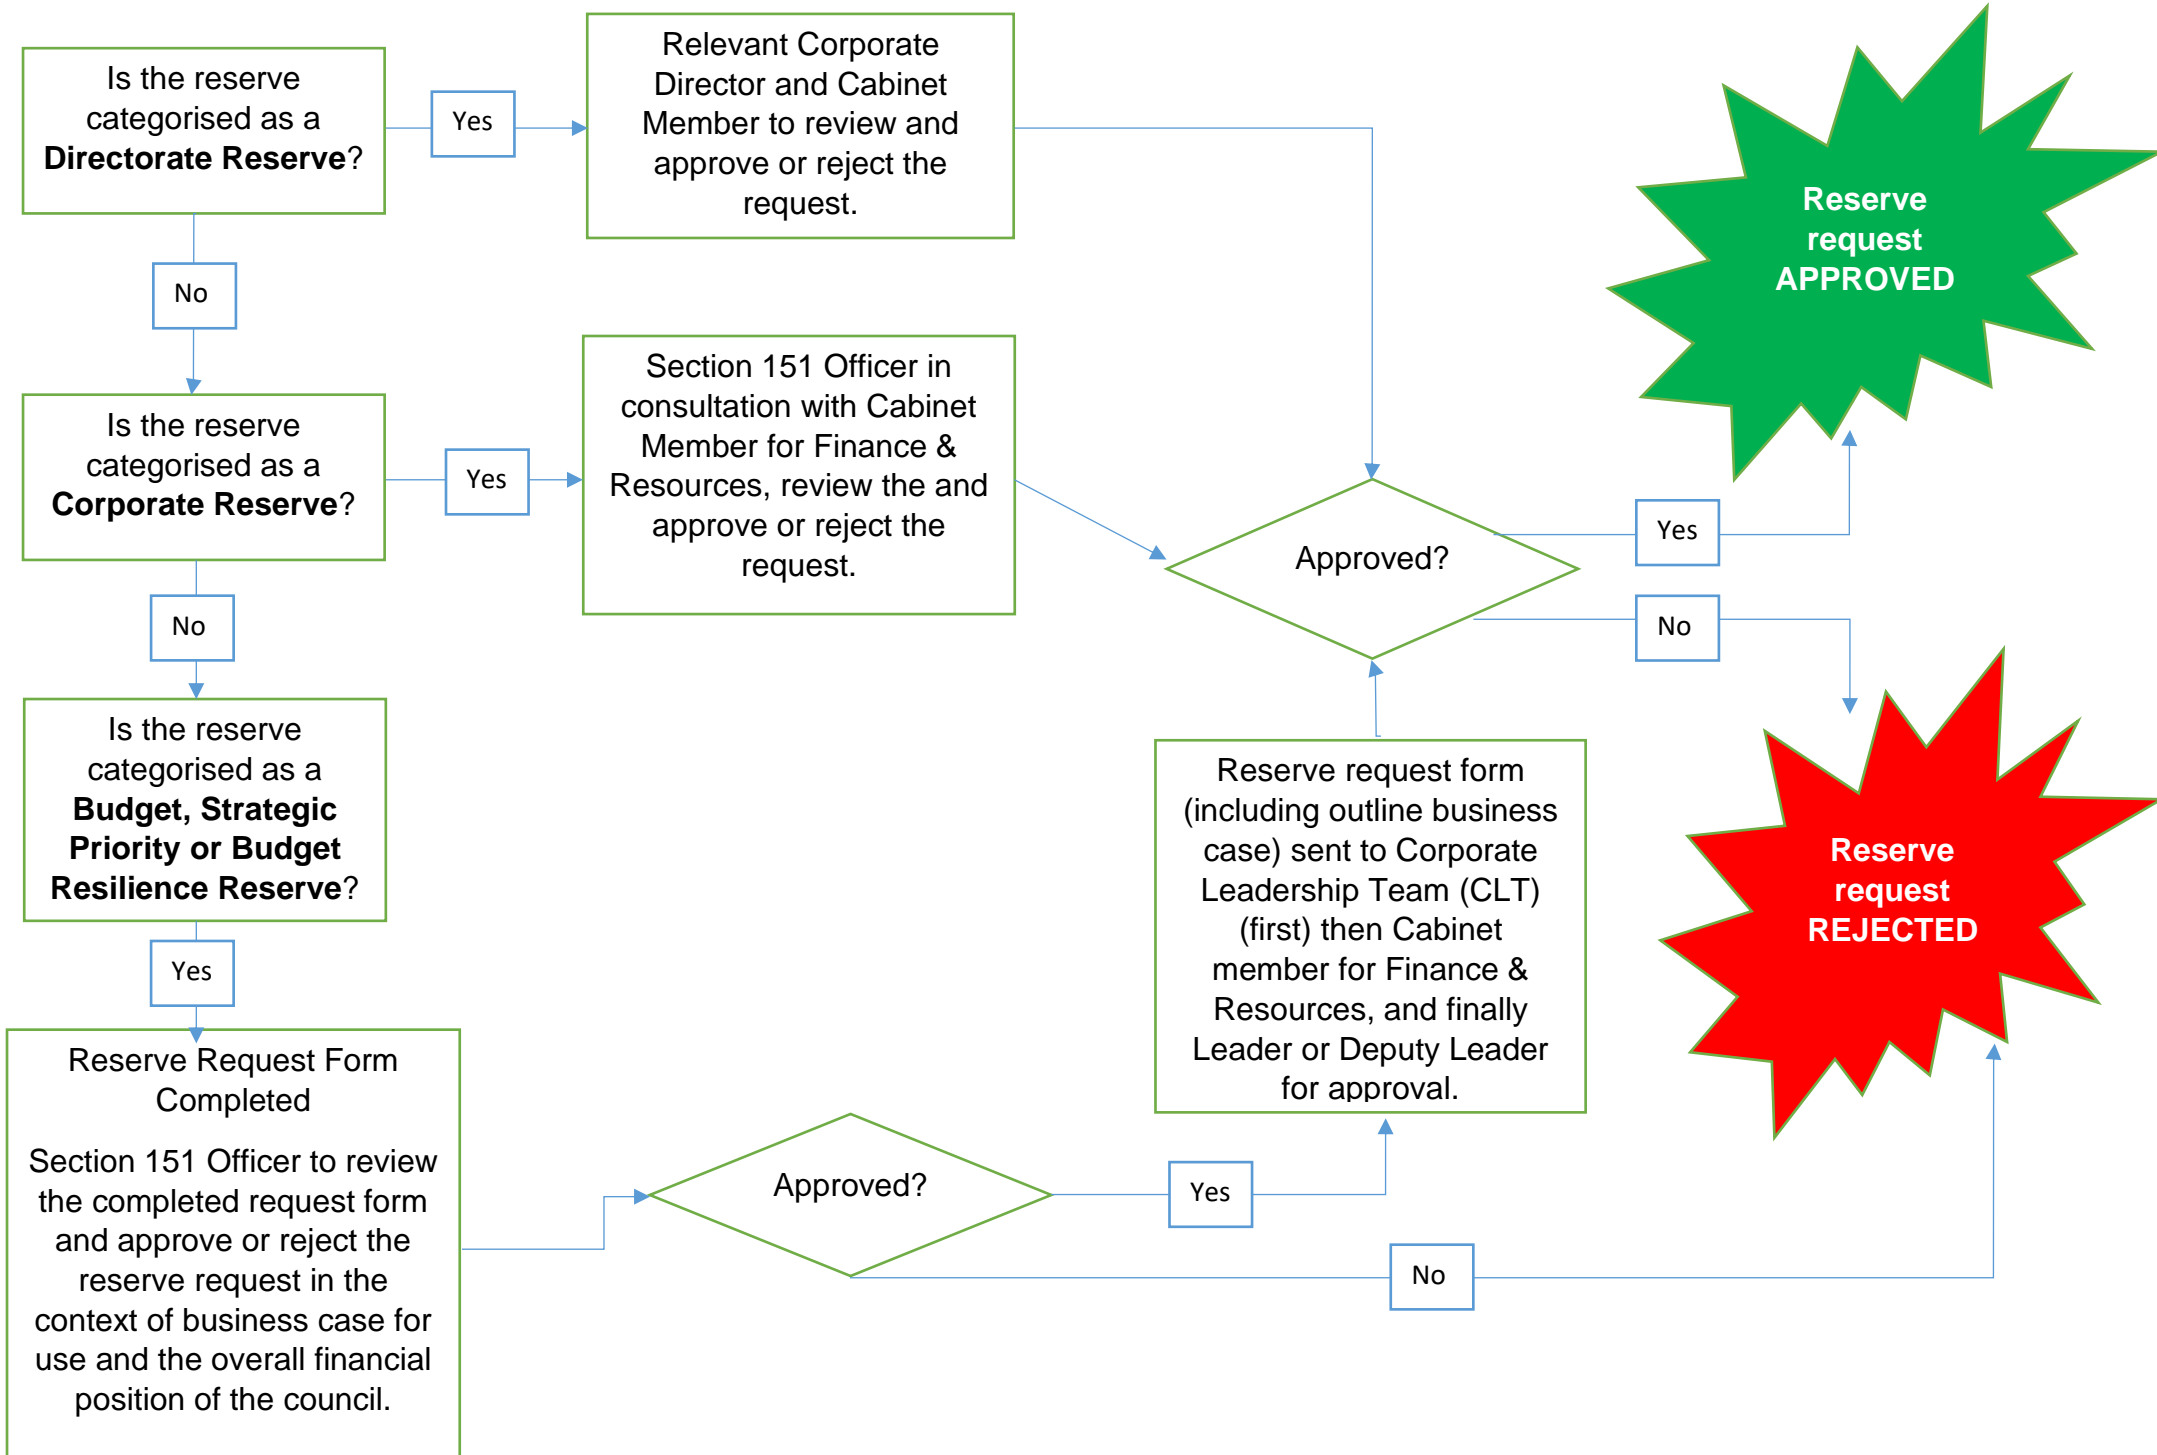 Is the reserve
categorised as a
Directorate Reserve?
Yes
Relevant Corporate
Director and Cabinet
Member to review and
approve or reject the
request.
No
Is the reserve
categorised as a
Corporate Reserve?
Yes
Section 151 Officer in
consultation with Cabinet
Member for Finance &
Resources, review the and
approve or reject the
request.
No
Is the reserve
categorised as a
Budget, Strategic
Priority or Budget
Resilience Reserve?
Yes
Reserve Request Form
Completed
Section 151 Officer to review
the completed request form
and approve or reject the
reserve request in the
context of business case for
use and the overall financial
position of the council.
Approved?
Yes
No
Reserve request form
(including outline business
case) sent to Corporate
Leadership Team (CLT)
(first) then Cabinet
member for Finance &
Resources, and finally
Leader or Deputy Leader
for approval.
Approved?
Yes
No
Reserve
request
APPROVED
Reserve
request
REJECTED